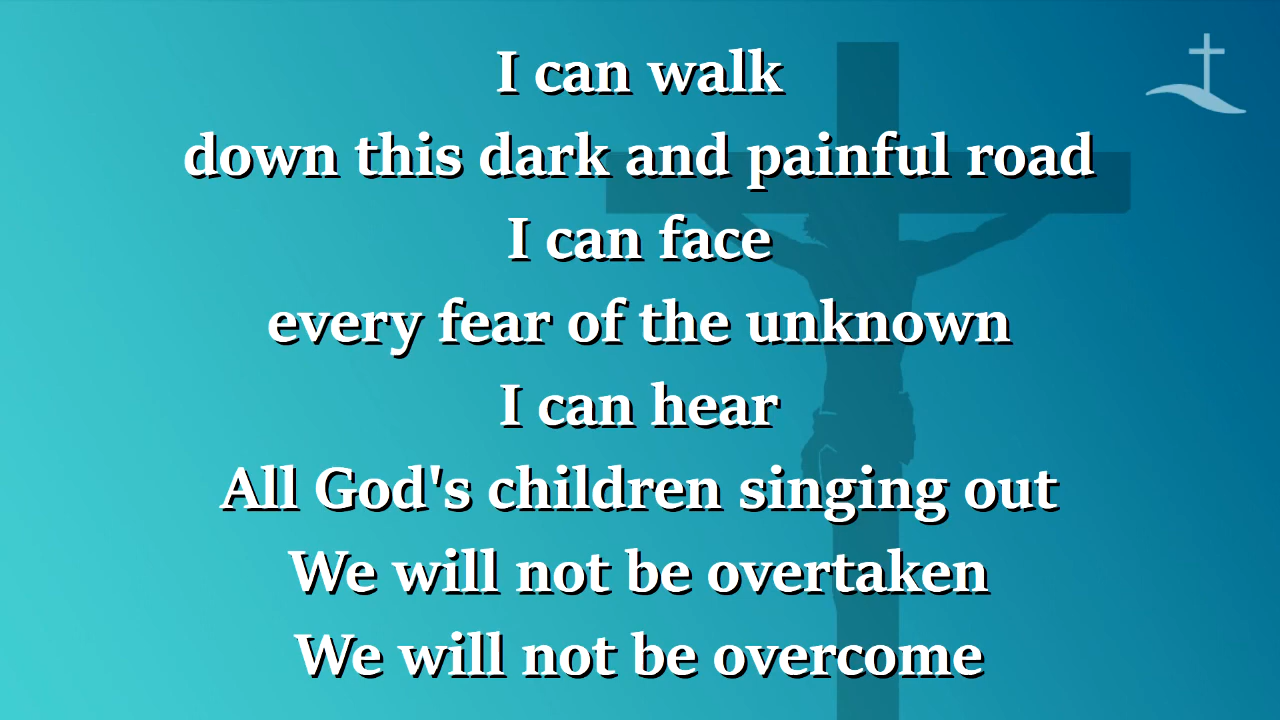 I can walk
down this dark and painful road
I can face
every fear of the unknown
I can hear
All God's children singing out
We will not be overtaken
We will not be overcome